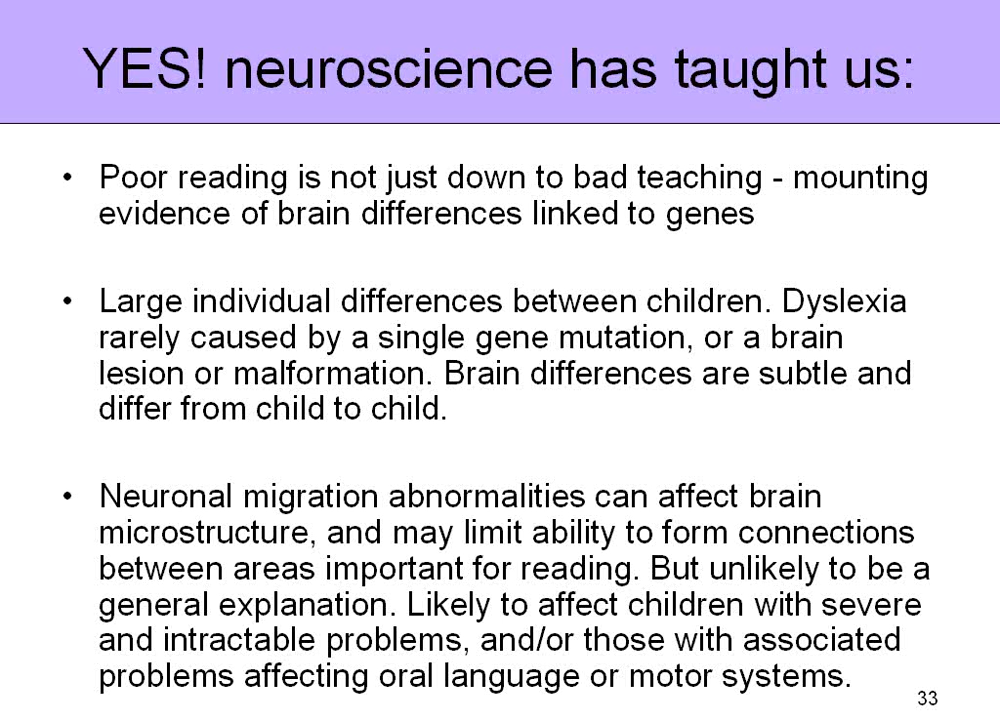 YES! neuroscience has taught us:
• Poor reading is not just down to bad teaching - mounting
evidence of brain differences linked to genes
• Large individual differences between children. Dyslexia
rarely caused by a single gene mutation, or a brain
lesion or malformation. Brain differences are subtle and
differ from child to child.
• Neuronal migration abnormalities can affect brain
microstructure, and may limit ability to form connections
between areas important for reading. But unlikely to be a
general explanation. Likely to affect children with severe
and intractable problems, and/or those with associated
problems affecting oral language or motor systems.
33